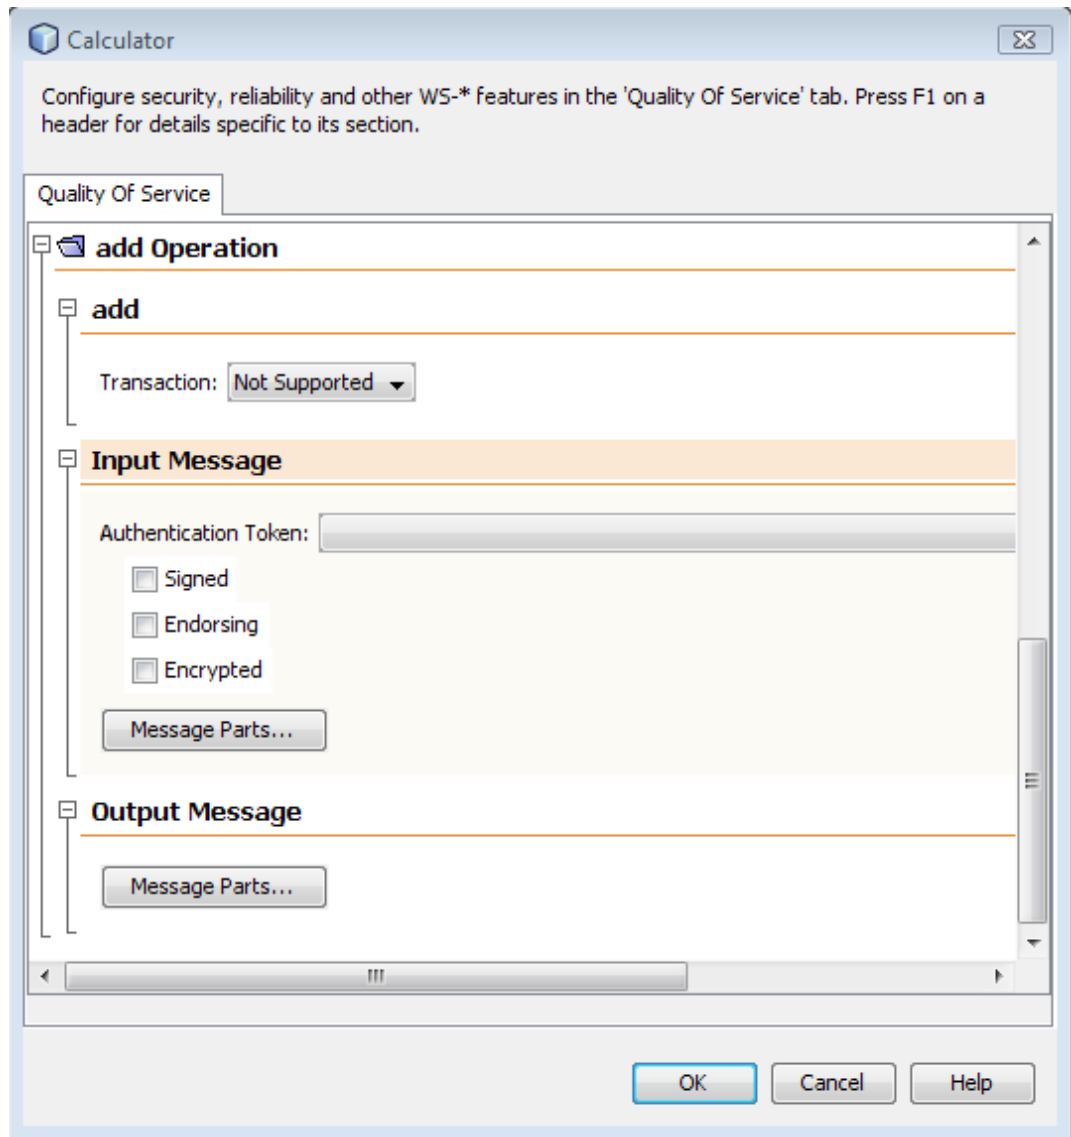 Calculator
Configure security, reliability and other WS-* features in the 'Quality Of Service' tab. Press F1 on a
header for details specific to its section.
Quality Of Service
add Operation
add
Transaction: Not Supported
Input Message
Authentication Token:
Signed
Endorsing
Encrypted
Message Parts...
Output Message
Message Parts...
OK Cancel Help